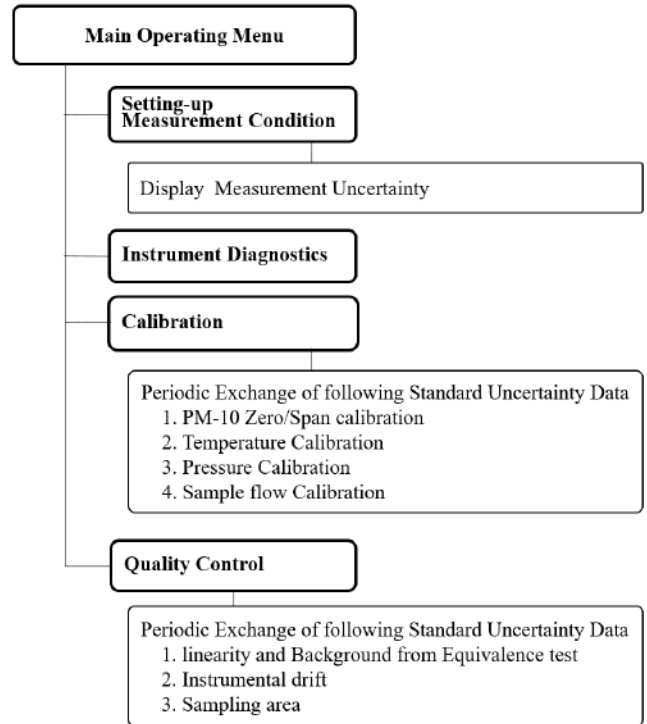 Main Operating Menu
Setting-up
Measurement Condition
Display Measurement Uncertainty
Instrument Diagnostics
Calibration
Periodic Exchange of following Standard Uncertainty Data
1. PM-10 Zero/Span calibration
2. Temperature Calibration
3. Pressure Calibration
4. Sample flow Calibration
Quality Control
Periodic Exchange of following Standard Uncertainty Data
1. linearity and Background from Equivalence test
2. Instrumental drift
3. Sampling area